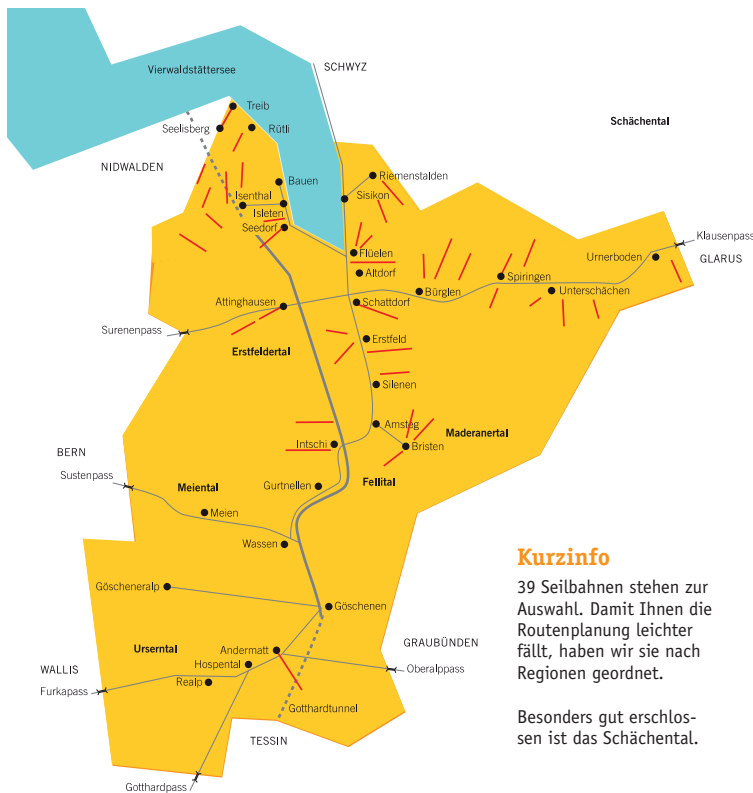 SCHWYZ
Vierwaldstättersee
Treib
Schächental
Seelisberg
Rütli
NIDWALDEN
Riemenstalden
Bauen
Isenthal
Sisikon
Isleten
Seedorf
Klausenpass
Flüelen
Urnerboden
GLARUS
Altdorf
Spiringen
Bürglen
Unterschächen
Attinghausen
Schattdorf
Surenenpass
Erstfeld
Erstfeldertal
Silenen
Amsteg
Maderanertal
Intschi
Bristen
BERN
Sustenpass
Meiental
Gurtnellen
Fellital
Meien
Wassen
Kurzinfo
39 Seilbahnen stehen zur
Auswahl. Damit Ihnen die
Routenplanung leichter
fällt, haben wir sie nach
Regionen geordnet.
Besonders gut erschlos-
sen ist das Schächental.
Göscheneralp
Göschenen
GRAUBÜNDEN
Urserntal
Andermatt
Hospental
Oberalppass
WALLIS
Realp
Furkapass
Gotthardtunnel
TESSIN
Gotthardpass